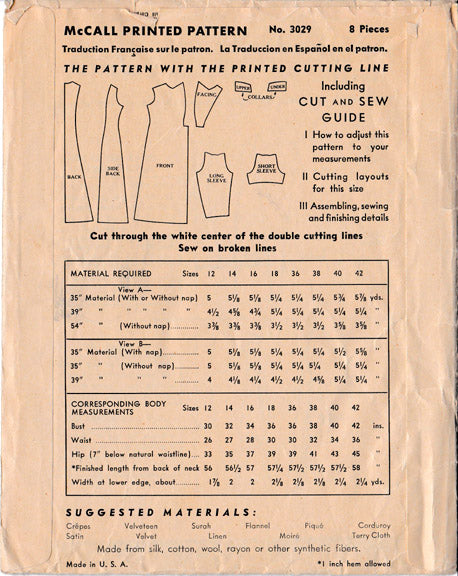 McCALL PRINTED PATTERN No. 3029 8 Pieces
Traduction Française sur le patron. La Traduccion en Español en el patron.
THE PATTERN WITH THE PRINTED CUTTING LINE
BACK
SIDE BACK
FRONT
FACING
UPPER
UNDER
COLLARS
LONG SLEEVE
SHORT SLEEVE
Including
CUT AND SEW
GUIDE
I How to adjust this
pattern to your
measurements
II Cutting layouts
for this size
III Assembling, sewing
and finishing details
Cut through the white center of the double cutting lines
Sew on broken lines
MATERIAL REQUIRED Sizes 12 14 16 18 36 38 40 42
View A—
35" Material (With or Without nap) 5 5⅛ 5⅛ 5¼ 5¼ 5¼ 5¾ 5⅞ yds.
39" " " " " " 4½ 4⅝ 4¾ 5¼ 5¼ 5¼ 5¼ 5¼ "
54" " (Without nap) 3⅜ 3⅜ 3⅜ 3½ 3½ 3½ 3⅝ 3⅝ "
View B—
35" Material (With nap) 5 5⅛ 5⅛ 5¼ 5¼ 5¼ 5½ 5⅝ "
35" " (Without nap) 5 5⅛ 5⅛ 5¼ 5¼ 5¼ 5¼ 5¼ "
39" " " " 4 4⅛ 4¼ 4¼ 4½ 4⅝ 5⅛ 5¼ "
CORRESPONDING BODY
MEASUREMENTS Sizes 12 14 16 18 36 38 40 42
Bust 30 32 34 36 36 38 40 42 ins.
Waist 26 27 28 30 30 32 34 36 "
Hip (7" below natural waistline) 33 35 37 39 39 41 43 45 "
*Finished length from back of neck 56 56½ 57 57¼ 57½ 57½ 57½ 58 "
Width at lower edge, about 1⅞ 2 2 2⅛ 2⅛ 2⅛ 2¼ 2¼ yds.
SUGGESTED MATERIALS:
Crêpes Velveteen Surah Flannel Piqué Corduroy
Satin Velvet Linen Moiré Terry Cloth
Made from silk, cotton, wool, rayon or other synthetic fibers.
Made in U. S. A. *1 inch hem allowed